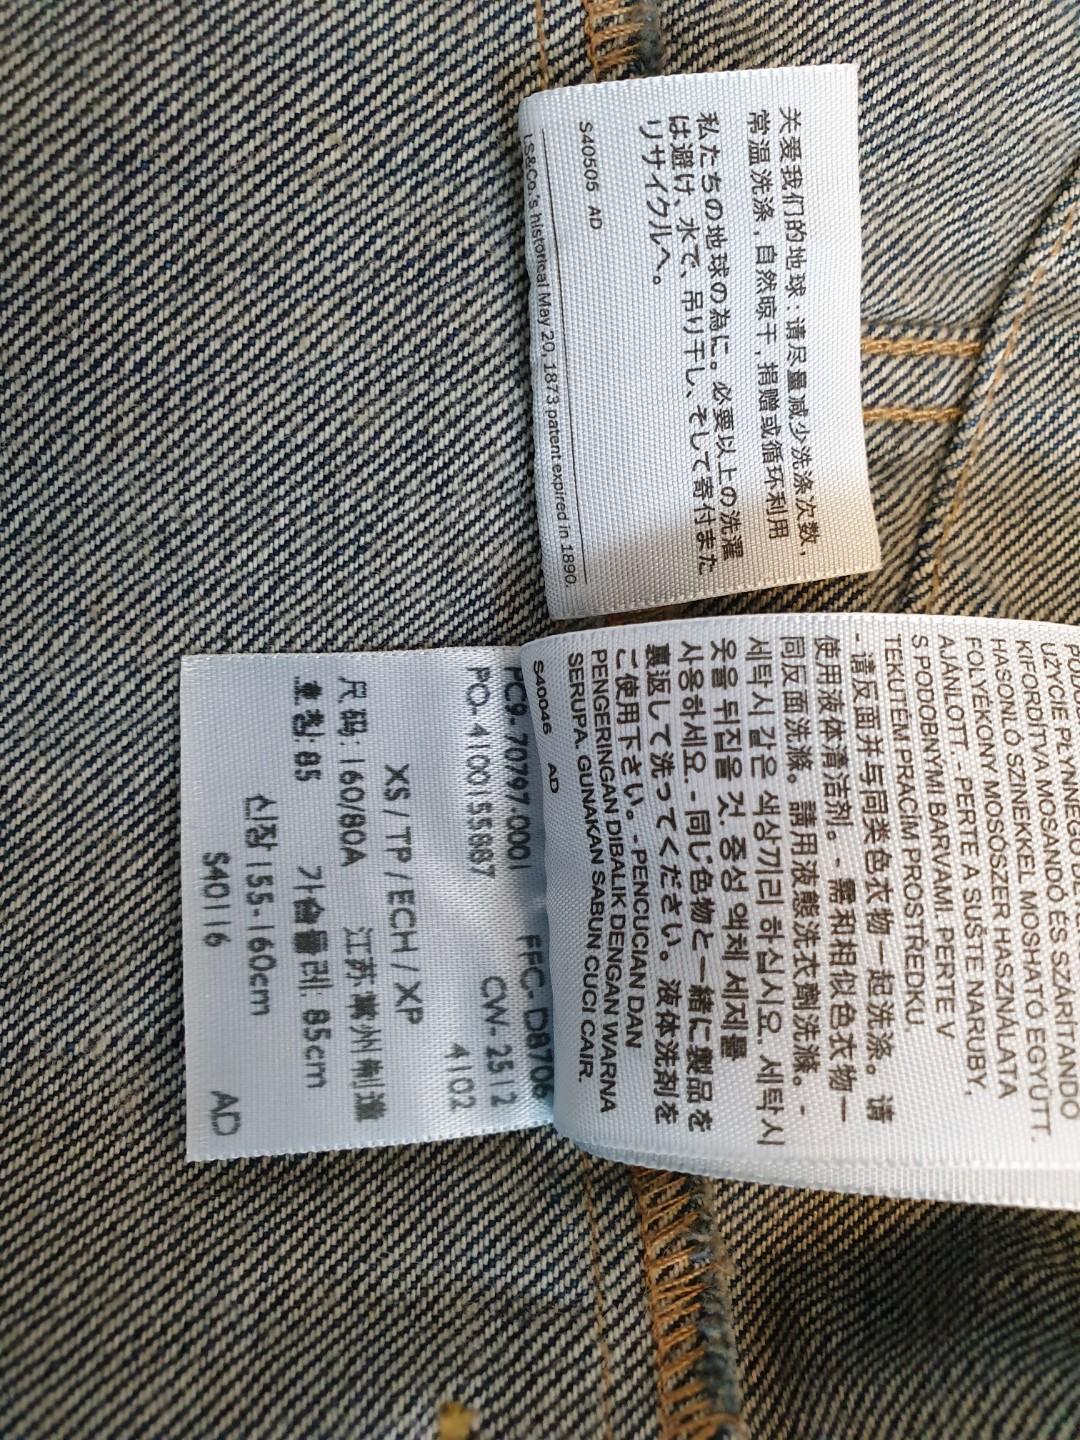 关爱我们的地球:请尽量减少洗涤次数,
常温洗涤,自然晾干,捐赠或循环利用
私たちの地球の為に。必要以上の洗濯
は避け、水で、吊り干し、そして寄付また
リサイクルへ。
S40505 AD
L.S.&Co.'s historical May 20, 1873 patent expired in 1890.
UŻYCIE PŁYNNEGO
KIFORDÍTVA MOSANDÓ ÉS SZÁRÍTANDÓ
HASONLÓ SZINEKKEL MOSHATÓ EGYÜTT.
FOLYÉKONY MOSOSZER HASZNÁLATA
AJÁNLOTT. - PERTE A SUŠTE NARUBY,
S PODOBNÝMI BARVAMI. PERTE V
TEKUTÉM PRACÍM PROSTŘEDKU.
- 请反面并与同类色衣物一起洗涤。请
使用液体清洁剂。- 需和相似色衣物一
同反面洗滌。請用液態洗衣劑洗滌。-
세탁시 같은 색상끼리 하십시요. 세탁시
옷을 뒤집을 것. 중성 액체 세제를
사용하세요. - 同じ色物と一緒に製品を
裏返して洗ってください。液体洗剤を
ご使用下さい。- PENCUCIAN DAN
PENGERINGAN DIBALIK DENGAN WARNA
SERUPA. GUNAKAN SABUN CUCI CAIR.
S40046 AD
PC9-70797-0001 FFC-D8706
PO-4100155887 CW-2512
4102
XS / TP / ECH / XP
尺码: 160/80A 江苏常州制造
호칭:85 가슴둘레: 85cm
신장 155-160cm
S40116 AD